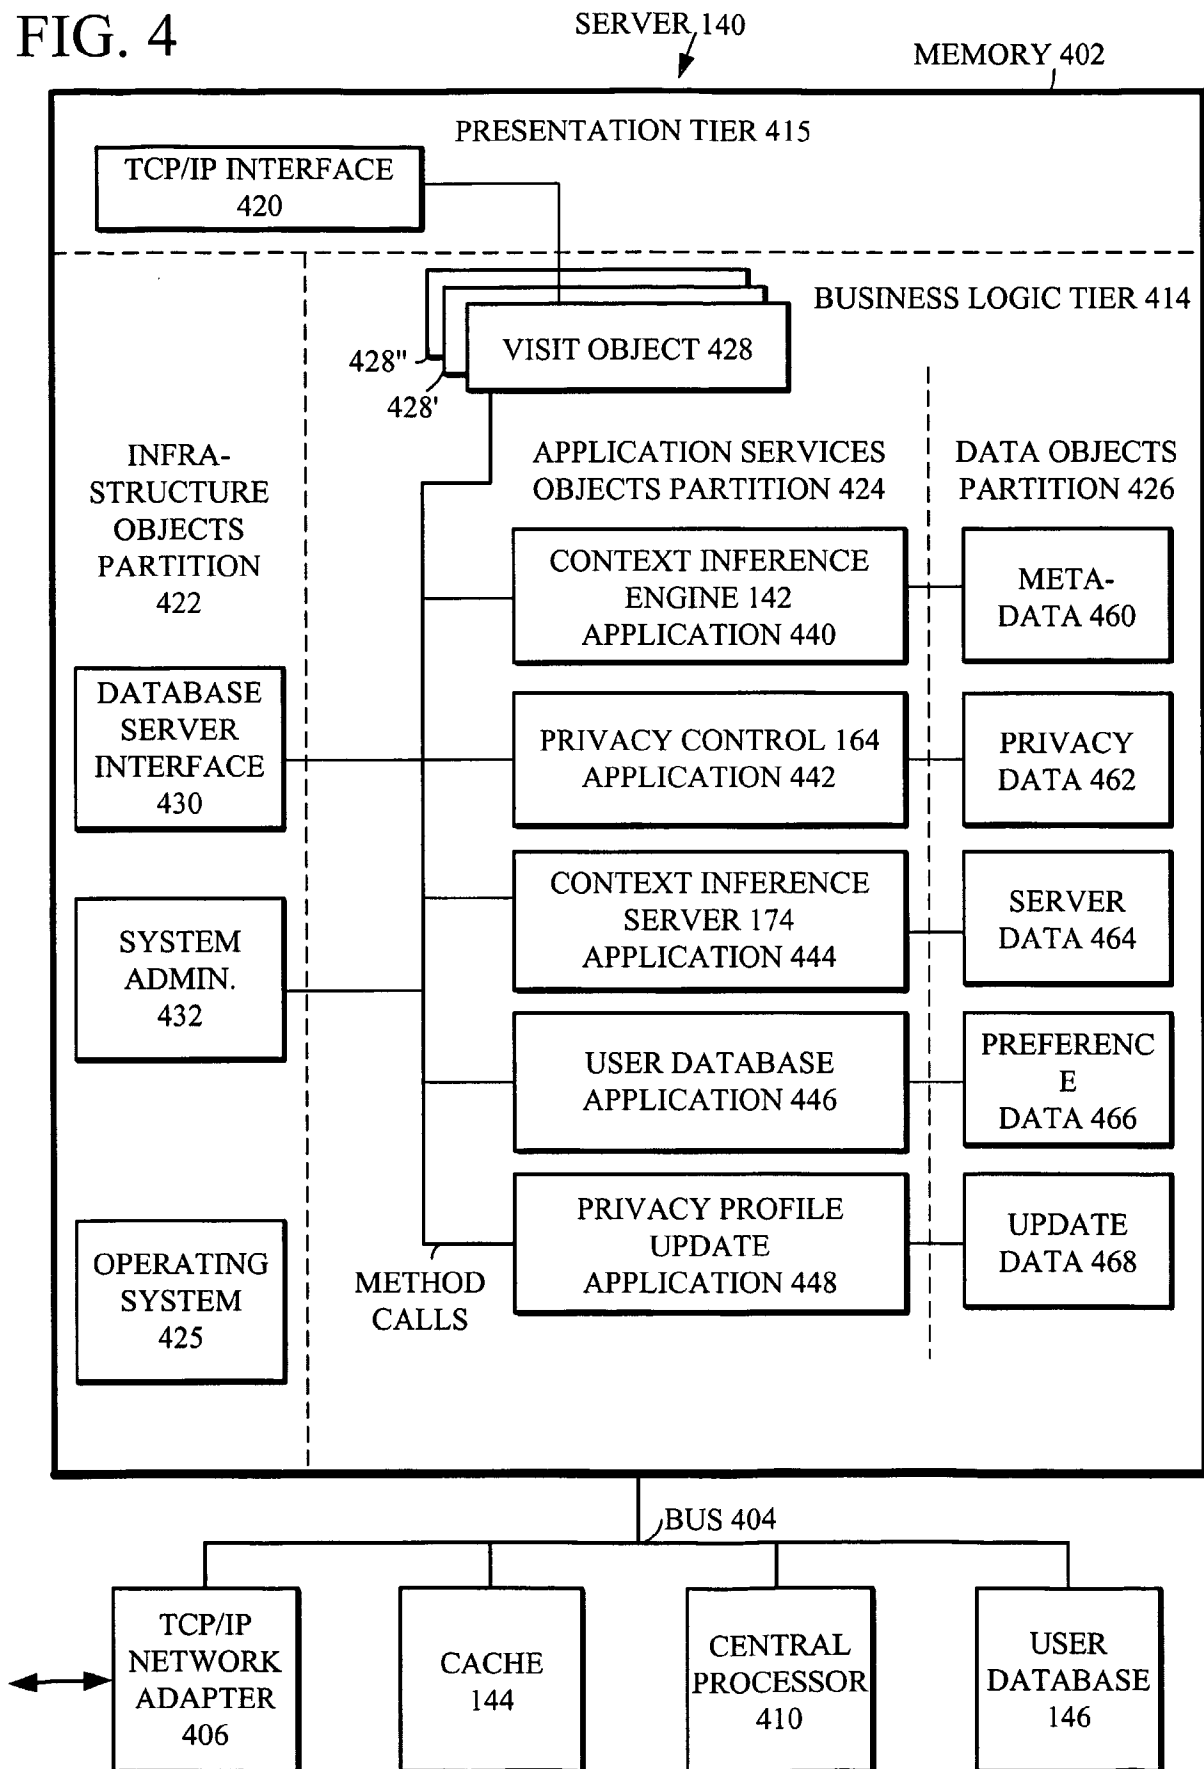 FIG. 4
SERVER 140
MEMORY 402
PRESENTATION TIER 415
TCP/IP INTERFACE
420
BUSINESS LOGIC TIER 414
VISIT OBJECT 428
428"
428'
INFRA-
STRUCTURE
OBJECTS
PARTITION
422
APPLICATION SERVICES
OBJECTS PARTITION 424
DATA OBJECTS
PARTITION 426
CONTEXT INFERENCE
ENGINE 142
APPLICATION 440
META-
DATA 460
DATABASE
SERVER
INTERFACE
430
PRIVACY CONTROL 164
APPLICATION 442
PRIVACY
DATA 462
SYSTEM
ADMIN.
432
CONTEXT INFERENCE
SERVER 174
APPLICATION 444
SERVER
DATA 464
USER DATABASE
APPLICATION 446
PREFERENC
E
DATA 466
OPERATING
SYSTEM
425
METHOD
CALLS
PRIVACY PROFILE
UPDATE
APPLICATION 448
UPDATE
DATA 468
BUS 404
TCP/IP
NETWORK
ADAPTER
406
CACHE
144
CENTRAL
PROCESSOR
410
USER
DATABASE
146